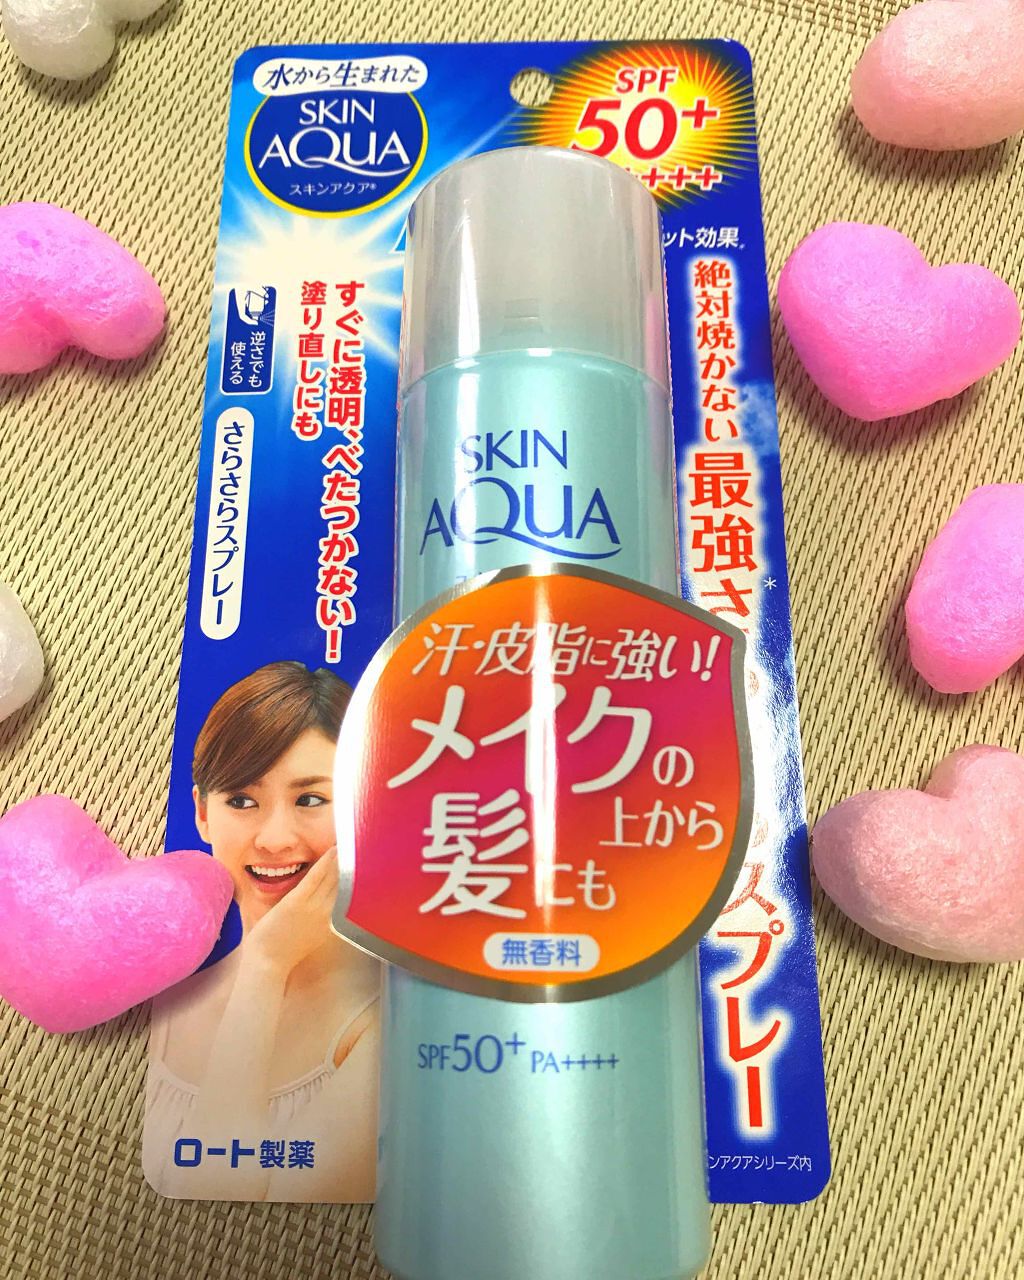 水から生まれた
SKIN
AQUA
スキンアクア®
SPF
50+
++++
ット効果
絶対焼かない
最強さ
スプレー
すぐに透明、べたつかない!
塗り直しにも
逆さでも
使える
さらさらスプレー
SKIN
AQUA
汗・皮脂に強い!
メイクの
上から
髪にも
無香料
SPF50+ PA++++
ロート製薬
ンアクアシリーズ内